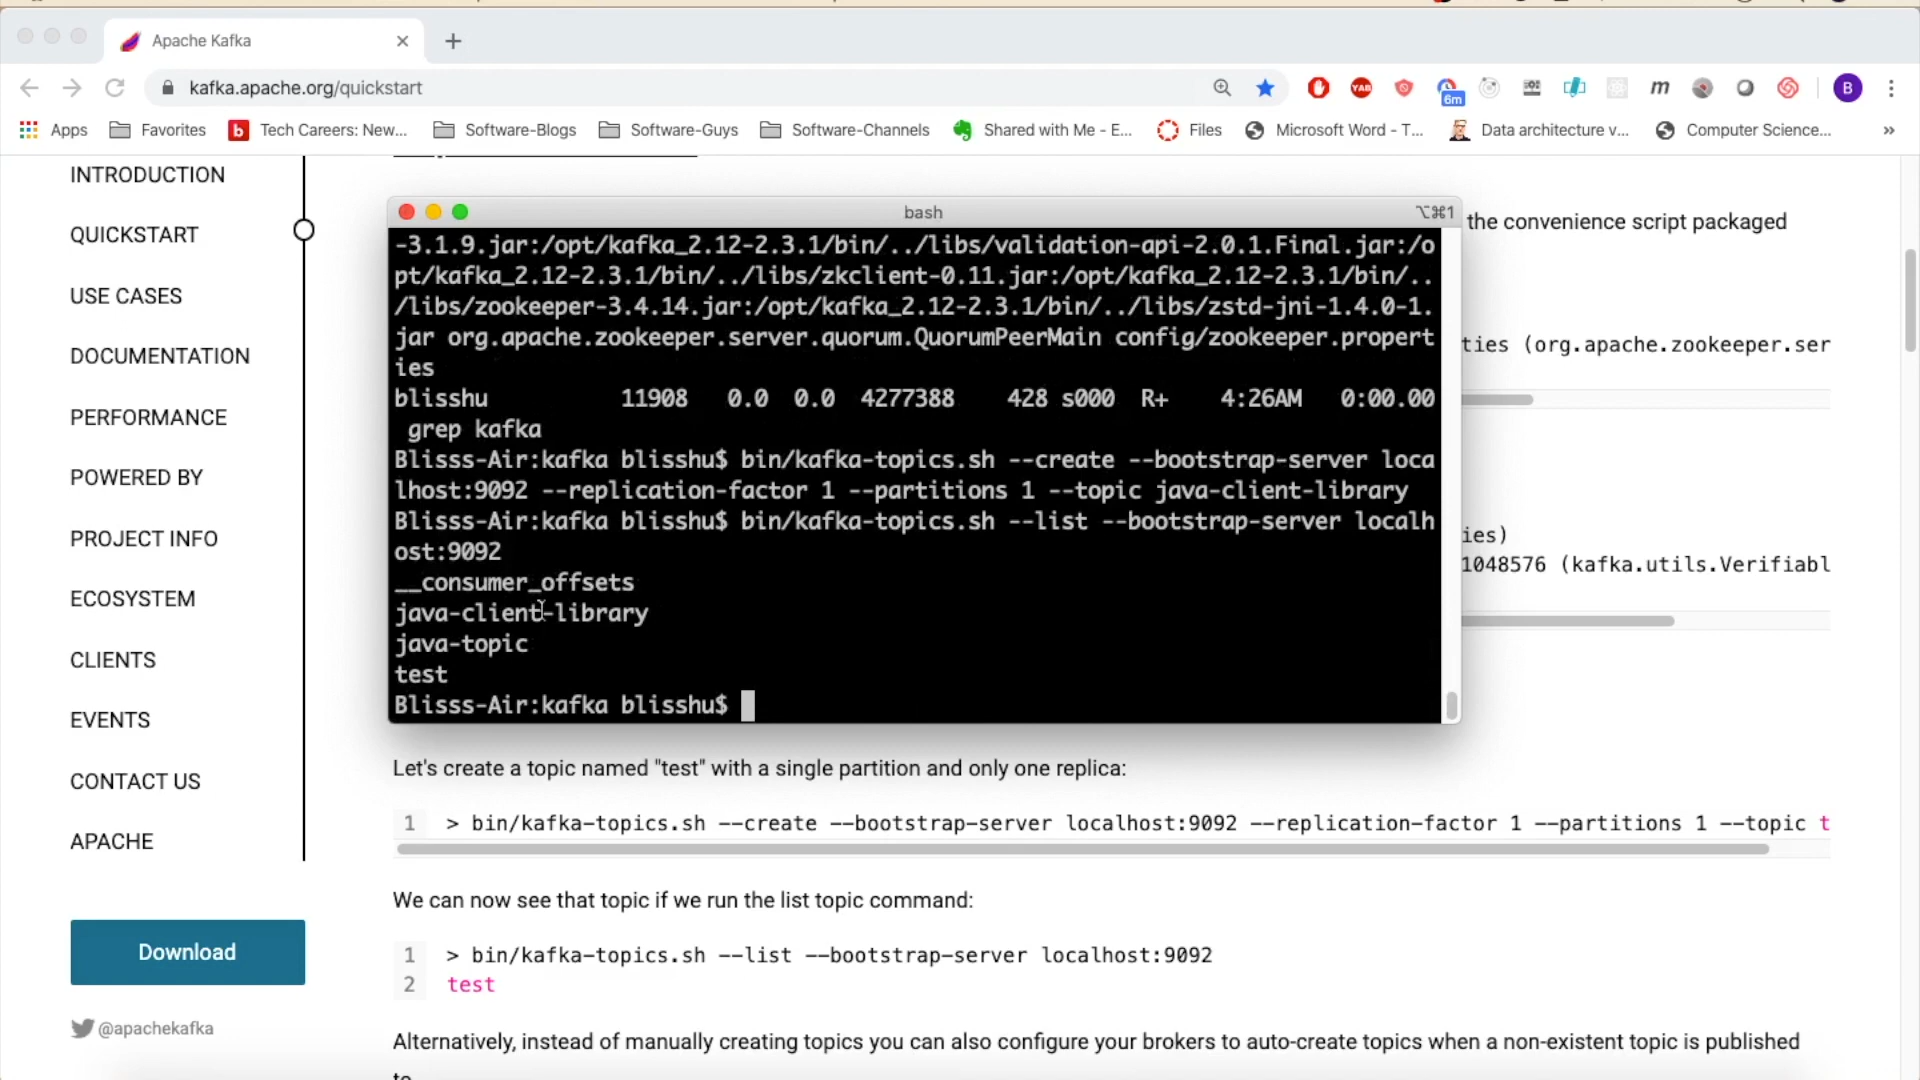 Apache Kafka
kafka.apache.org/quickstart
YAB
6m
m
B
Apps
Favorites
b
Tech Careers: New...
Software-Blogs
Software-Guys
Software-Channels
Shared with Me - E...
Files
Microsoft Word - T...
Data architecture v...
Computer Science...
»
INTRODUCTION
QUICKSTART
USE CASES
DOCUMENTATION
PERFORMANCE
POWERED BY
PROJECT INFO
ECOSYSTEM
CLIENTS
EVENTS
CONTACT US
APACHE
Download
@apachekafka
bash
⌥⌘1
-3.1.9.jar:/opt/kafka_2.12-2.3.1/bin/../libs/validation-api-2.0.1.Final.jar:/o
pt/kafka_2.12-2.3.1/bin/../libs/zkclient-0.11.jar:/opt/kafka_2.12-2.3.1/bin/..
/libs/zookeeper-3.4.14.jar:/opt/kafka_2.12-2.3.1/bin/../libs/zstd-jni-1.4.0-1.
jar org.apache.zookeeper.server.quorum.QuorumPeerMain config/zookeeper.propert
ies
blisshu 11908 0.0 0.0 4277388 428 s000 R+ 4:26AM 0:00.00
grep kafka
Blisss-Air:kafka blisshu$ bin/kafka-topics.sh --create --bootstrap-server loca
lhost:9092 --replication-factor 1 --partitions 1 --topic java-client-library
Blisss-Air:kafka blisshu$ bin/kafka-topics.sh --list --bootstrap-server localh
ost:9092
__consumer_offsets
java-client-library
java-topic
test
Blisss-Air:kafka blisshu$
the convenience script packaged
ties (org.apache.zookeeper.ser
ies)
1048576 (kafka.utils.Verifiabl
Let's create a topic named "test" with a single partition and only one replica:
1 > bin/kafka-topics.sh --create --bootstrap-server localhost:9092 --replication-factor 1 --partitions 1 --topic t
We can now see that topic if we run the list topic command:
1 > bin/kafka-topics.sh --list --bootstrap-server localhost:9092
2 test
Alternatively, instead of manually creating topics you can also configure your brokers to auto-create topics when a non-existent topic is published
to